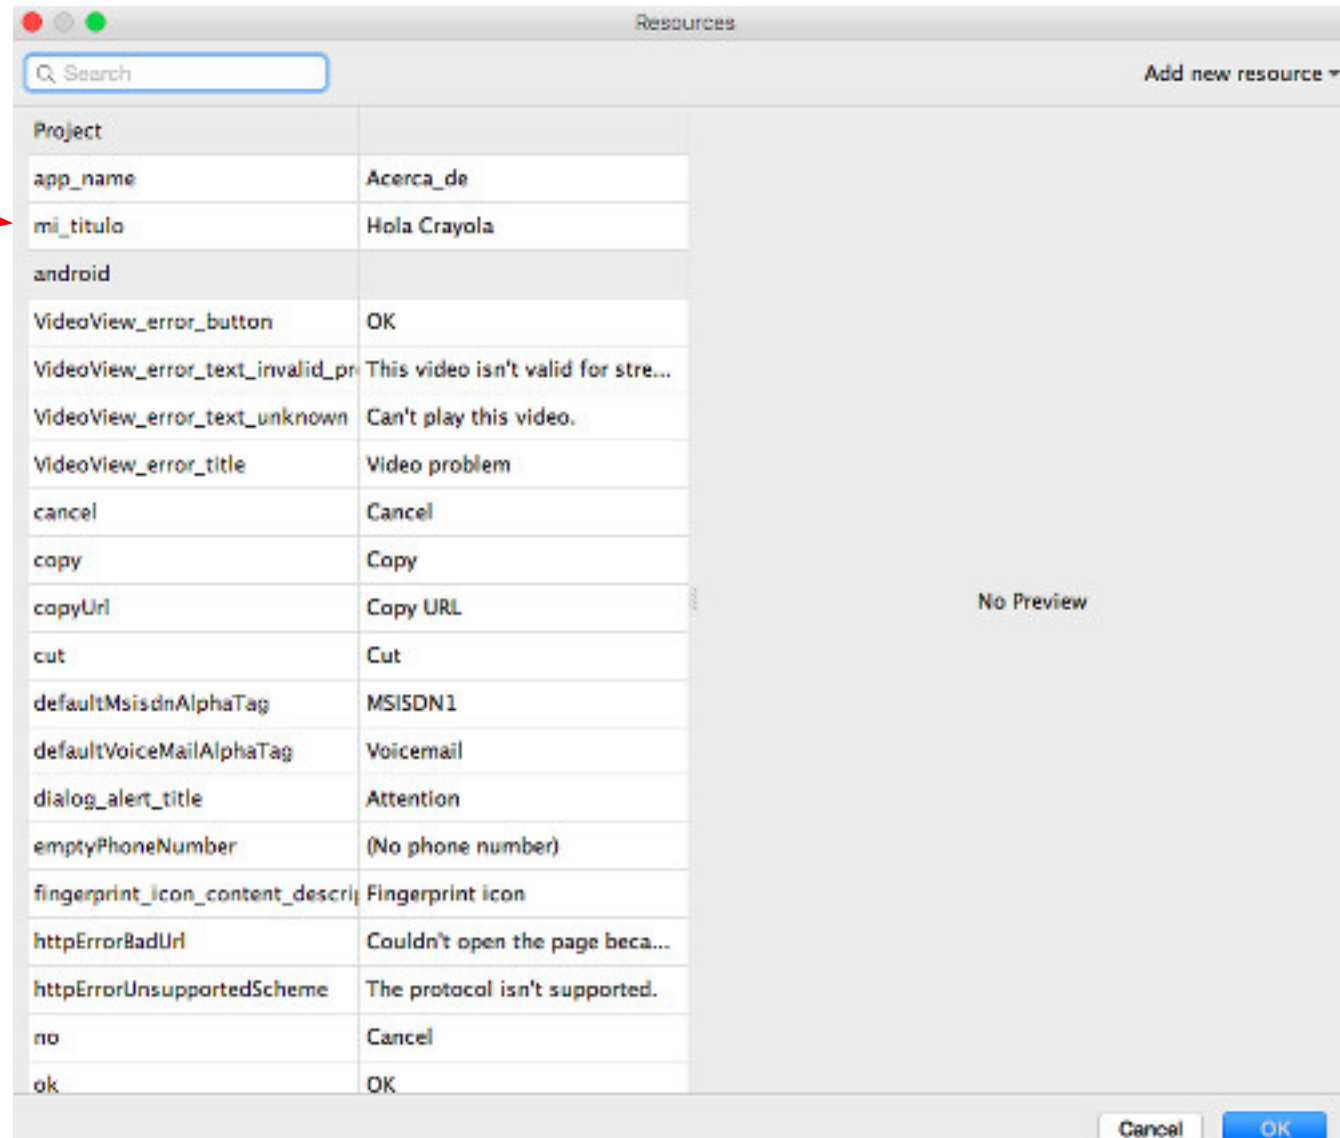 Resources
Search
Add new resource
Project
app_name Acerca_de
mi_titulo Hola Crayola
android
VideoView_error_button OK
VideoView_error_text_invalid_pr This video isn't valid for stre...
VideoView_error_text_unknown Can't play this video.
VideoView_error_title Video problem
cancel Cancel
copy Copy
copyUrl Copy URL
No Preview
cut Cut
defaultMsisdnAlphaTag MSISDN1
defaultVoiceMailAlphaTag Voicemail
dialog_alert_title Attention
emptyPhoneNumber (No phone number)
fingerprint_icon_content_descrip Fingerprint icon
httpErrorBadUrl Couldn't open the page beca...
httpErrorUnsupportedScheme The protocol isn't supported.
no Cancel
ok OK
Cancel OK